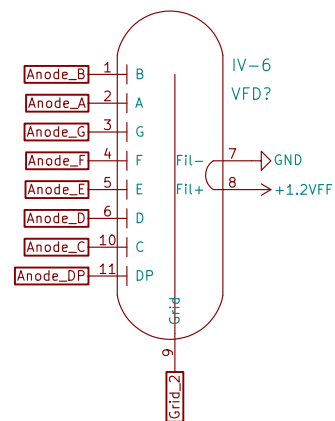 IV-6
VFD?
Anode_B 1 B
Anode_A 2 A
Anode_G 3 G
Anode_F 4 F Fil- 7 GND
Anode_E 5 E Fil+ 8 +1.2VFF
Anode_D 6 D
Anode_C 10 C
Anode_DP 11 DP
Grid
9
Grid_2